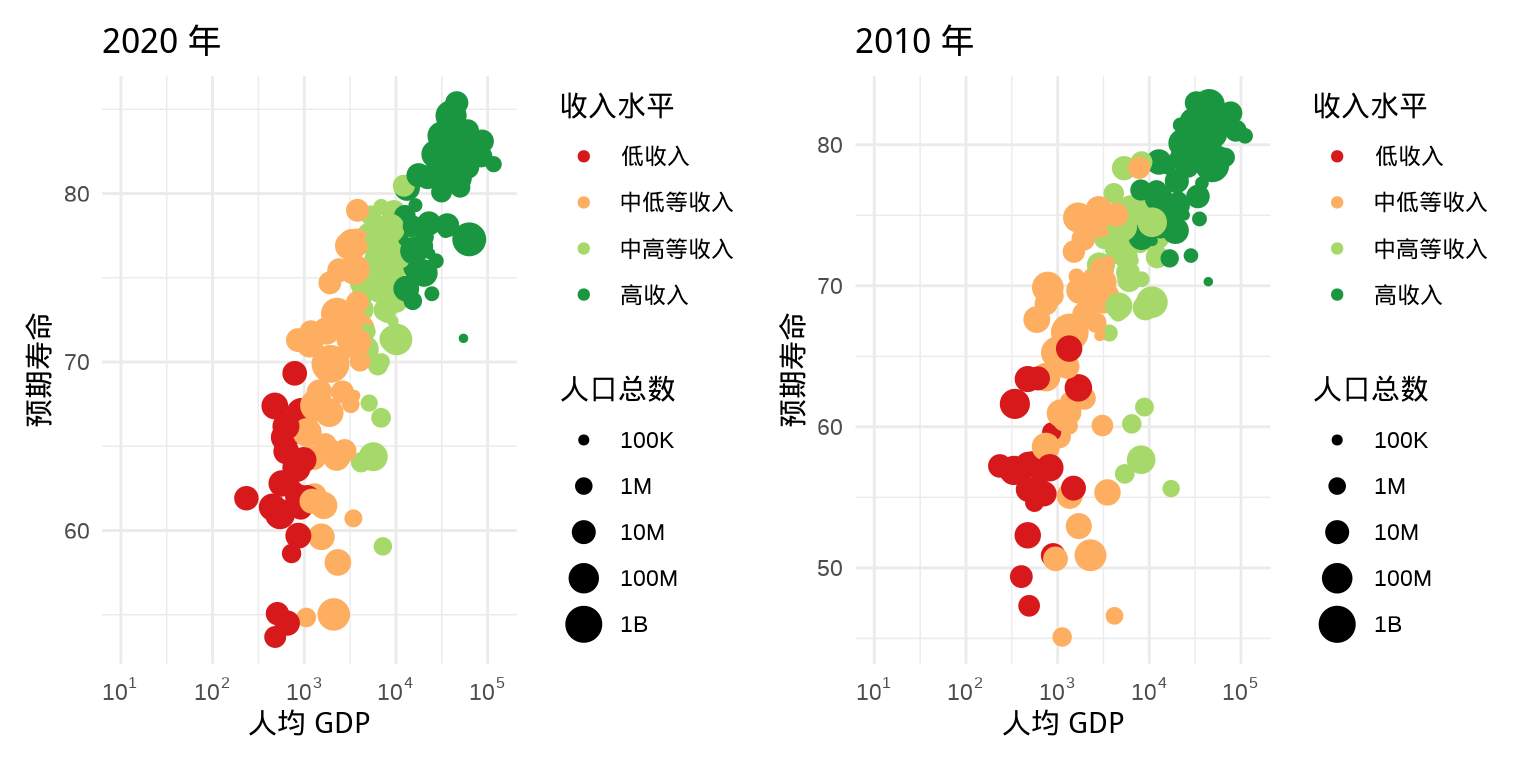 2020 年
预期寿命
80
70
60
10¹ 10² 10³ 10⁴ 10⁵
人均 GDP
收入水平
低收入
中低等收入
中高等收入
高收入
人口总数
100K
1M
10M
100M
1B
2010 年
预期寿命
80
70
60
50
10¹ 10² 10³ 10⁴ 10⁵
人均 GDP
收入水平
低收入
中低等收入
中高等收入
高收入
人口总数
100K
1M
10M
100M
1B